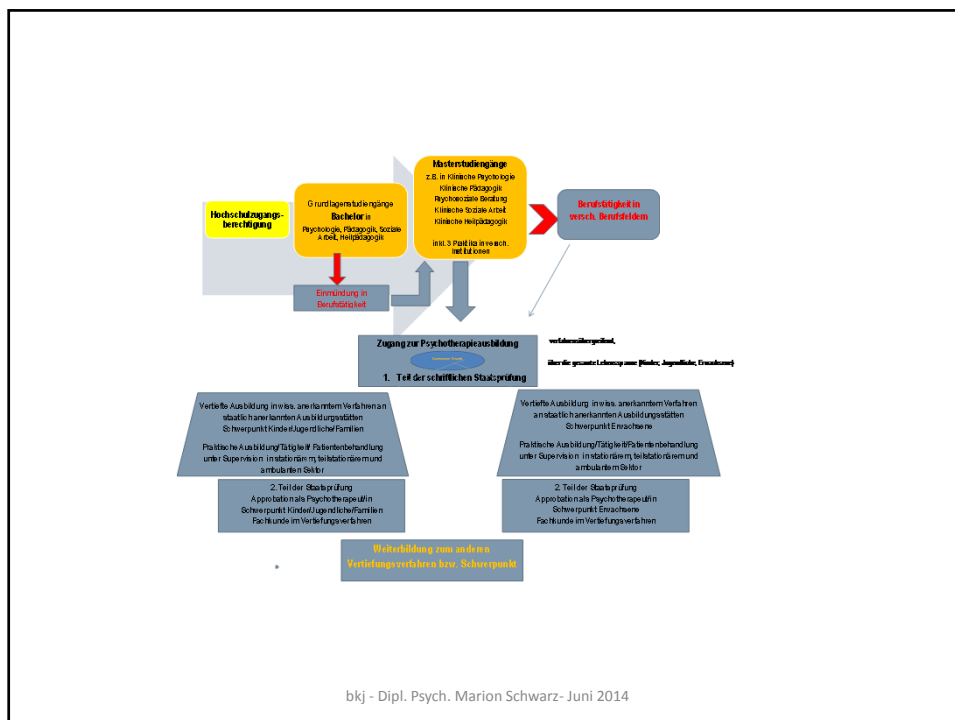 Hochschulzugangs-
berechtigung
Grundlagenstudiengänge
Bachelor in
Psychologie, Pädagogik, Soziale
Arbeit, Heilpädagogik
Masterstudiengänge
z.B. in Klinische Psychologie
Klinische Pädagogik
Psychosoziale Beratung
Klinische Soziale Arbeit
Klinische Heilpädagogik
inkl. 3 Praktika in versch.
Institutionen
Berufstätigkeit in
versch. Berufsfeldern
Einmündung in
Berufstätigkeit
Zugang zur Psychotherapieausbildung
1. Teil der schriftlichen Staatsprüfung
verfahrensübergreifend,
über die gesamte Lebensspanne (Kinder, Jugendliche, Erwachsene)
Vertiefte Ausbildung in wiss. anerkanntem Verfahren an
staatlich anerkannten Ausbildungsstätten
Schwerpunkt Kinder/Jugendliche/Familien
Praktische Ausbildung/Tätigkeit/ Patientenbehandlung
unter Supervision in stationärem, teilstationärem und
ambulanten Sektor
Vertiefte Ausbildung in wiss. anerkanntem Verfahren
an staatlich anerkannten Ausbildungsstätten
Schwerpunkt Erwachsene
Praktische Ausbildung/Tätigkeit/Patientenbehandlung
unter Supervision in stationärem, teilstationärem und
ambulantem Sektor
2. Teil der Staatsprüfung
Approbation als Psychotherapeut/in
Schwerpunkt Kinder/Jugendliche/Familien
Fachkunde im Vertiefungsverfahren
2. Teil der Staatsprüfung
Approbation als Psychotherapeut/in
Schwerpunkt Erwachsene
Fachkunde im Vertiefungsverfahren
Weiterbildung zum anderen
Vertiefungsverfahren bzw. Schwerpunkt
bkj - Dipl. Psych. Marion Schwarz- Juni 2014